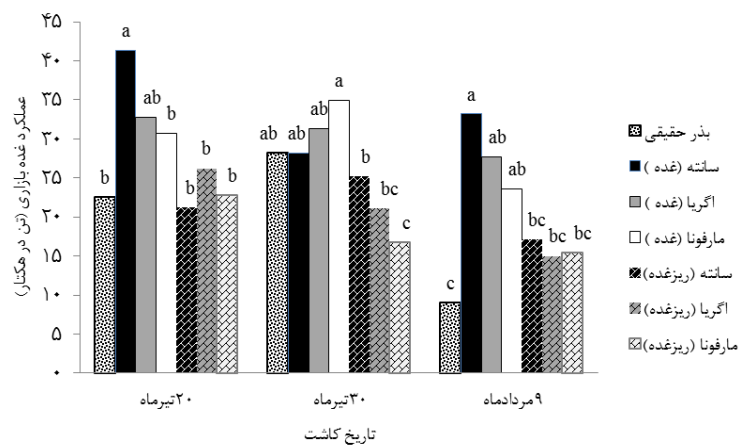 عملکرد غده بازاری (تن در هکتار)
۴۵
۴۰
۳۵
۳۰
۲۵
۲۰
۱۵
۱۰
۵
۰
b a ab b b b b
ab ab ab a b bc c
c a ab ab bc bc bc
۲۰تیرماه ۳۰تیرماه ۹مردادماه
تاریخ کاشت
بذر حقیقی
سانته (غده )
اگریا (غده )
مارفونا (غده )
سانته (ریزغده)
اگریا (ریزغده)
مارفونا (ریزغده)